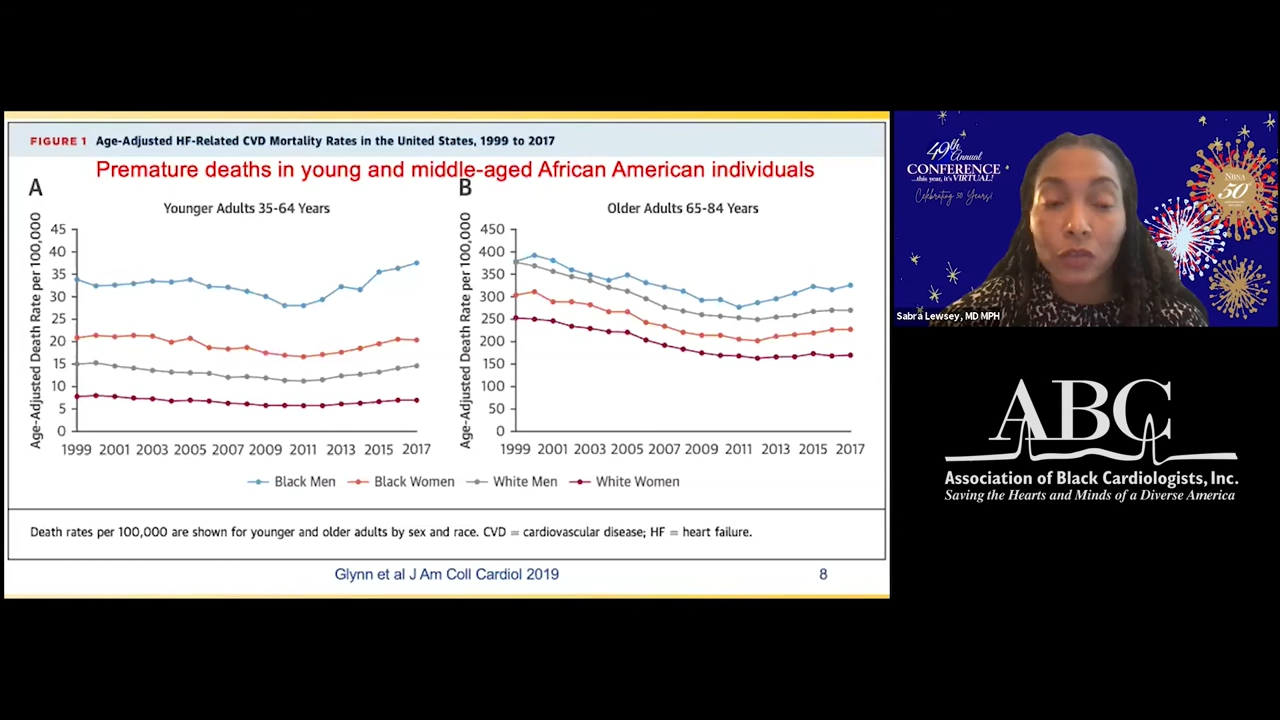 FIGURE 1 Age-Adjusted HF-Related CVD Mortality Rates in the United States, 1999 to 2017
Premature deaths in young and middle-aged African American individuals
A
Younger Adults 35-64 Years
Age-Adjusted Death Rate per 100,000
45
40
35
30
25
20
15
10
5
0
1999 2001 2003 2005 2007 2009 2011 2013 2015 2017
B
Older Adults 65-84 Years
Age-Adjusted Death Rate per 100,000
450
400
350
300
250
200
150
100
50
0
1999 2001 2003 2005 2007 2009 2011 2013 2015 2017
Black Men Black Women White Men White Women
Death rates per 100,000 are shown for younger and older adults by sex and race. CVD = cardiovascular disease; HF = heart failure.
Glynn et al J Am Coll Cardiol 2019
8
49th Annual
CONFERENCE
...this year, it's VIRTUAL!
Celebrating 50 Years!
NBNA
50
Sabra Lewsey, MD MPH
ABC
Association of Black Cardiologists, Inc.
Saving the Hearts and Minds of a Diverse America